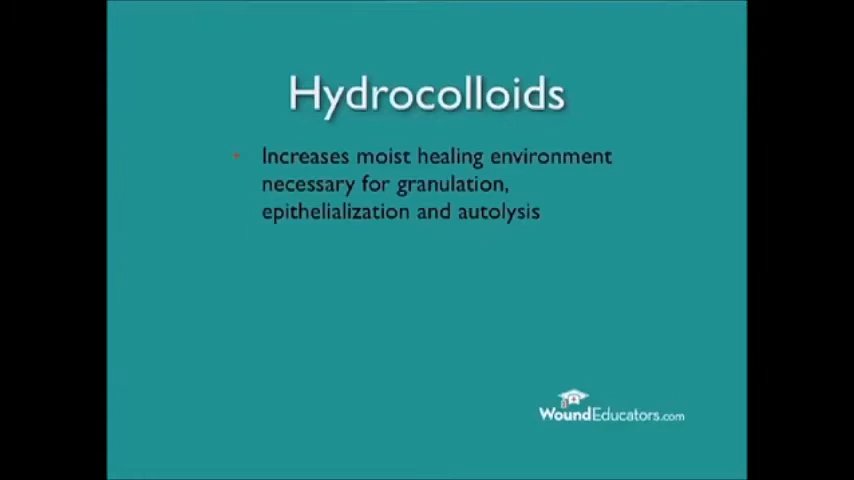 Hydrocolloids
• Increases moist healing environment
necessary for granulation,
epithelialization and autolysis
WoundEducators.com